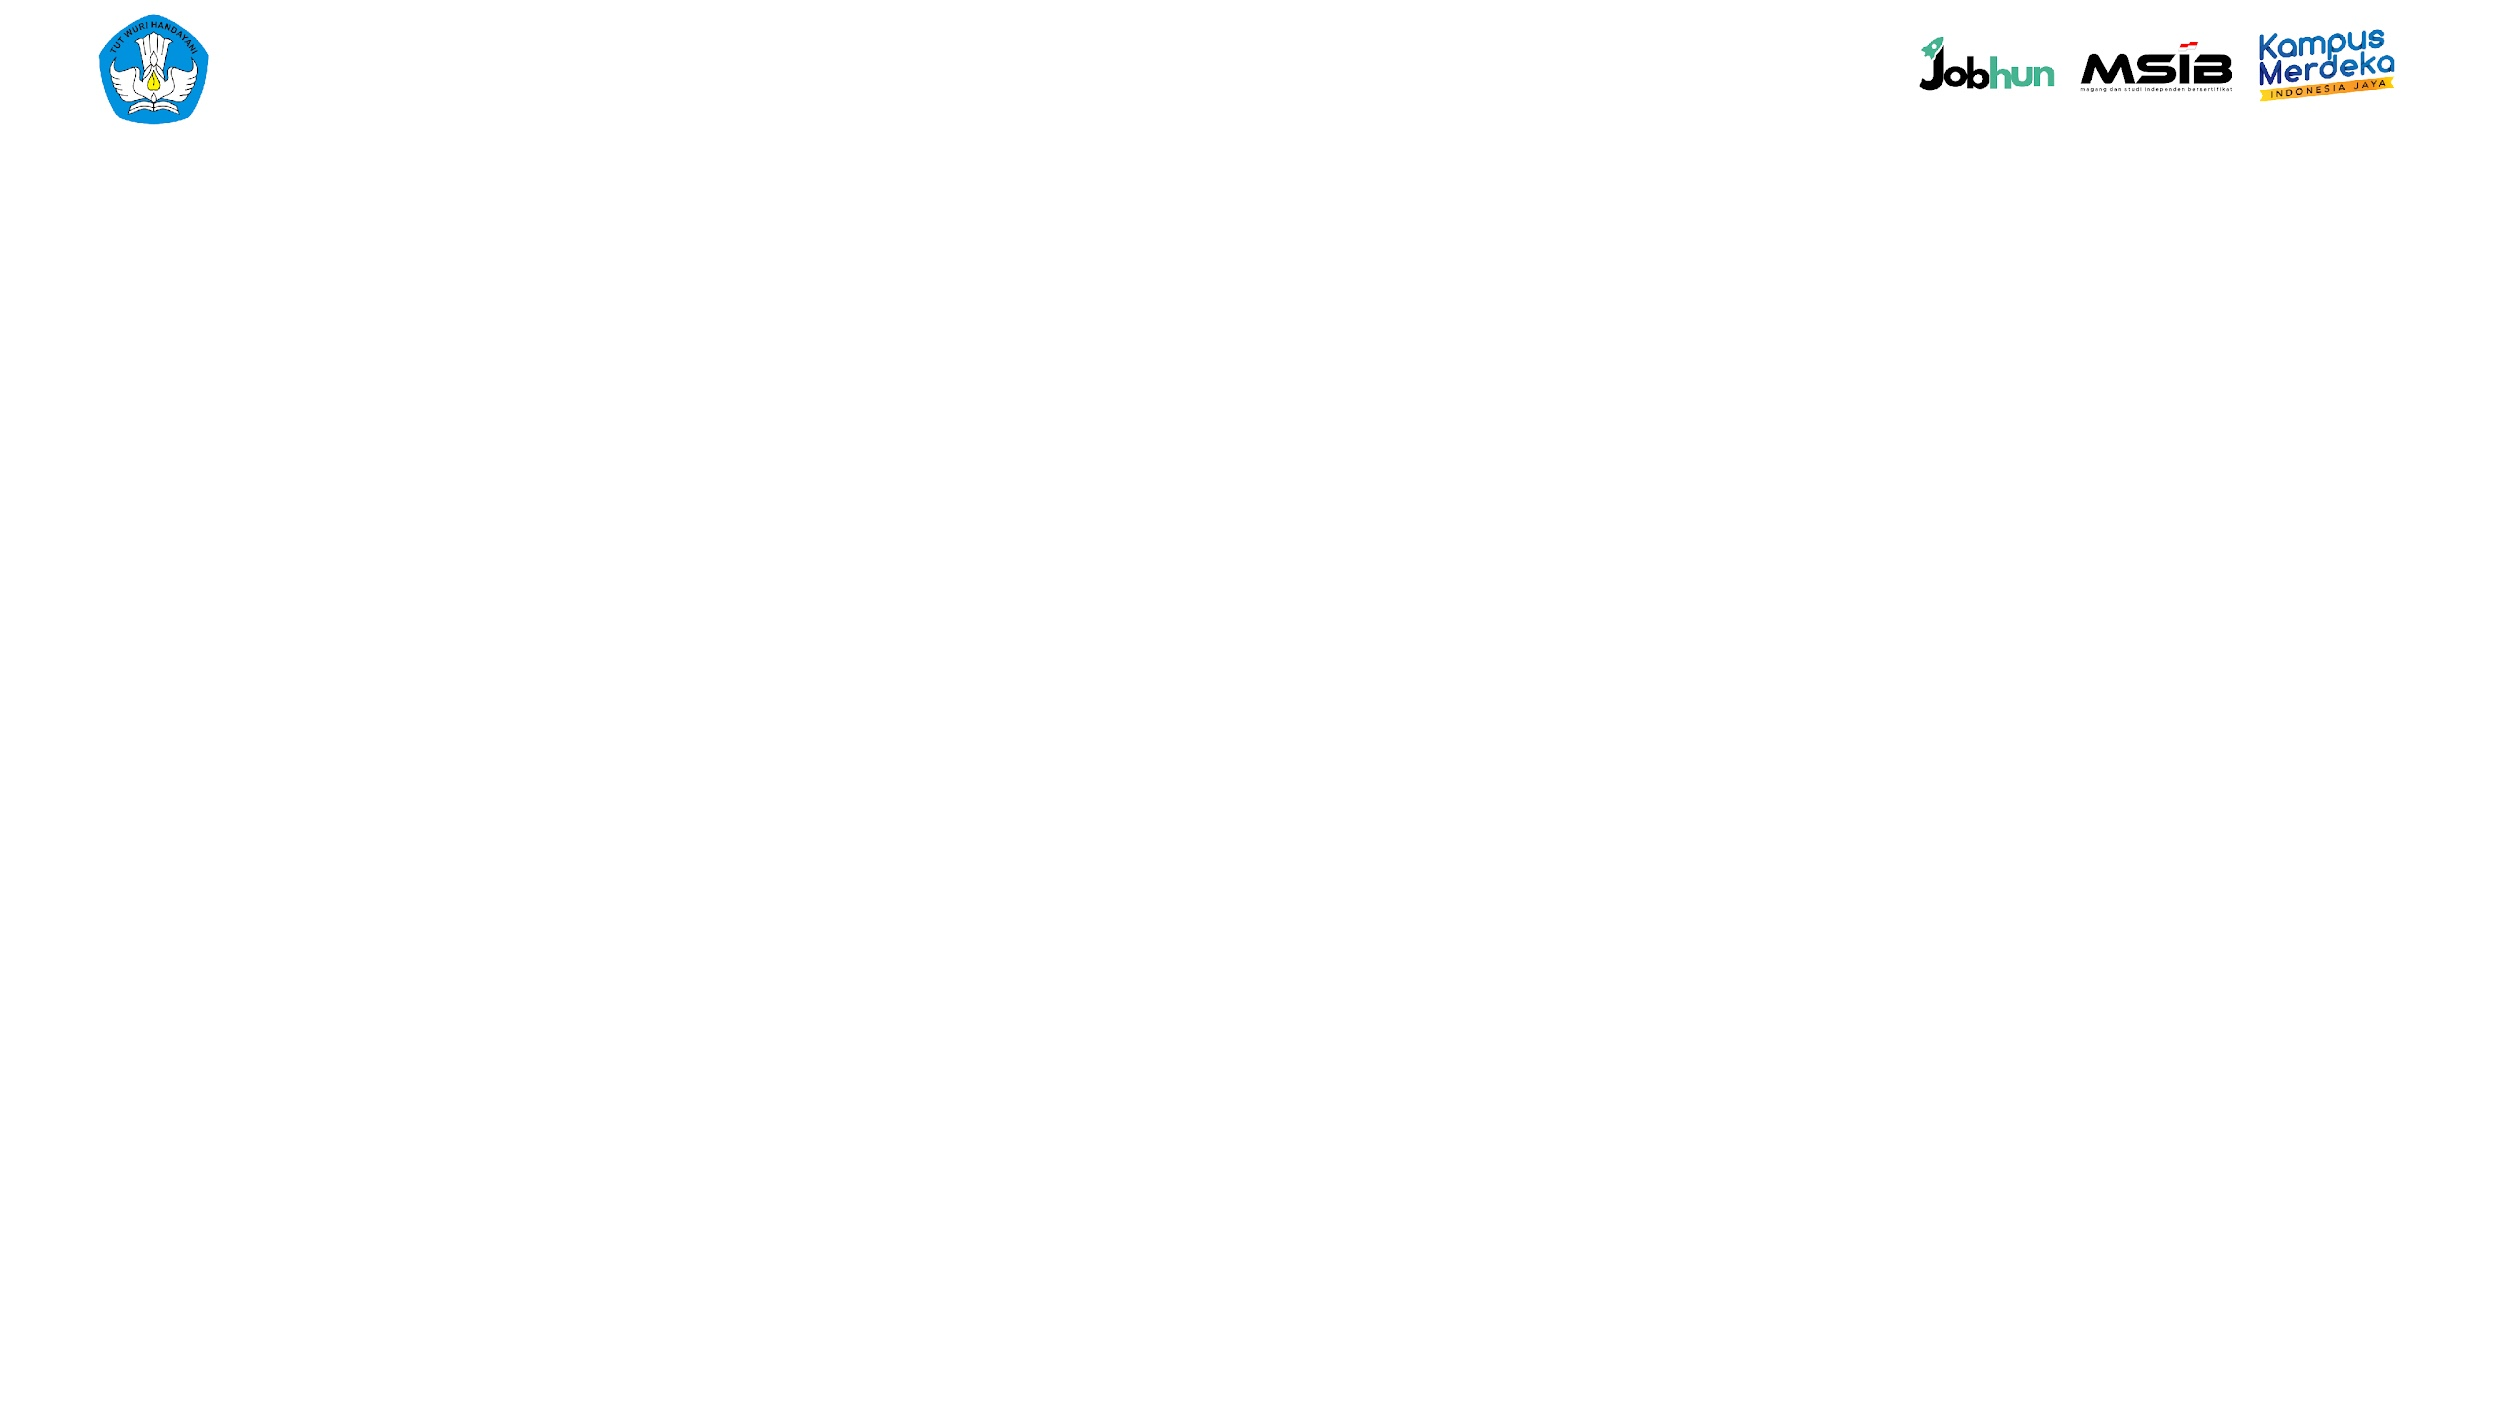 TUT WURI HANDAYANI
Jobhun
MSIB
magang dan studi independen bersertifikat
Kampus
Merdeka
INDONESIA JAYA